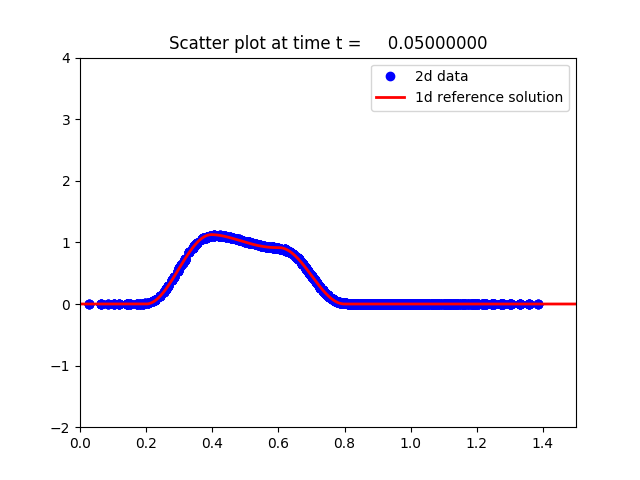 Scatter plot at time t =     0.05000000
4
3
2
1
0
−1
−2
2d data
1d reference solution
0.0 0.2 0.4 0.6 0.8 1.0 1.2 1.4